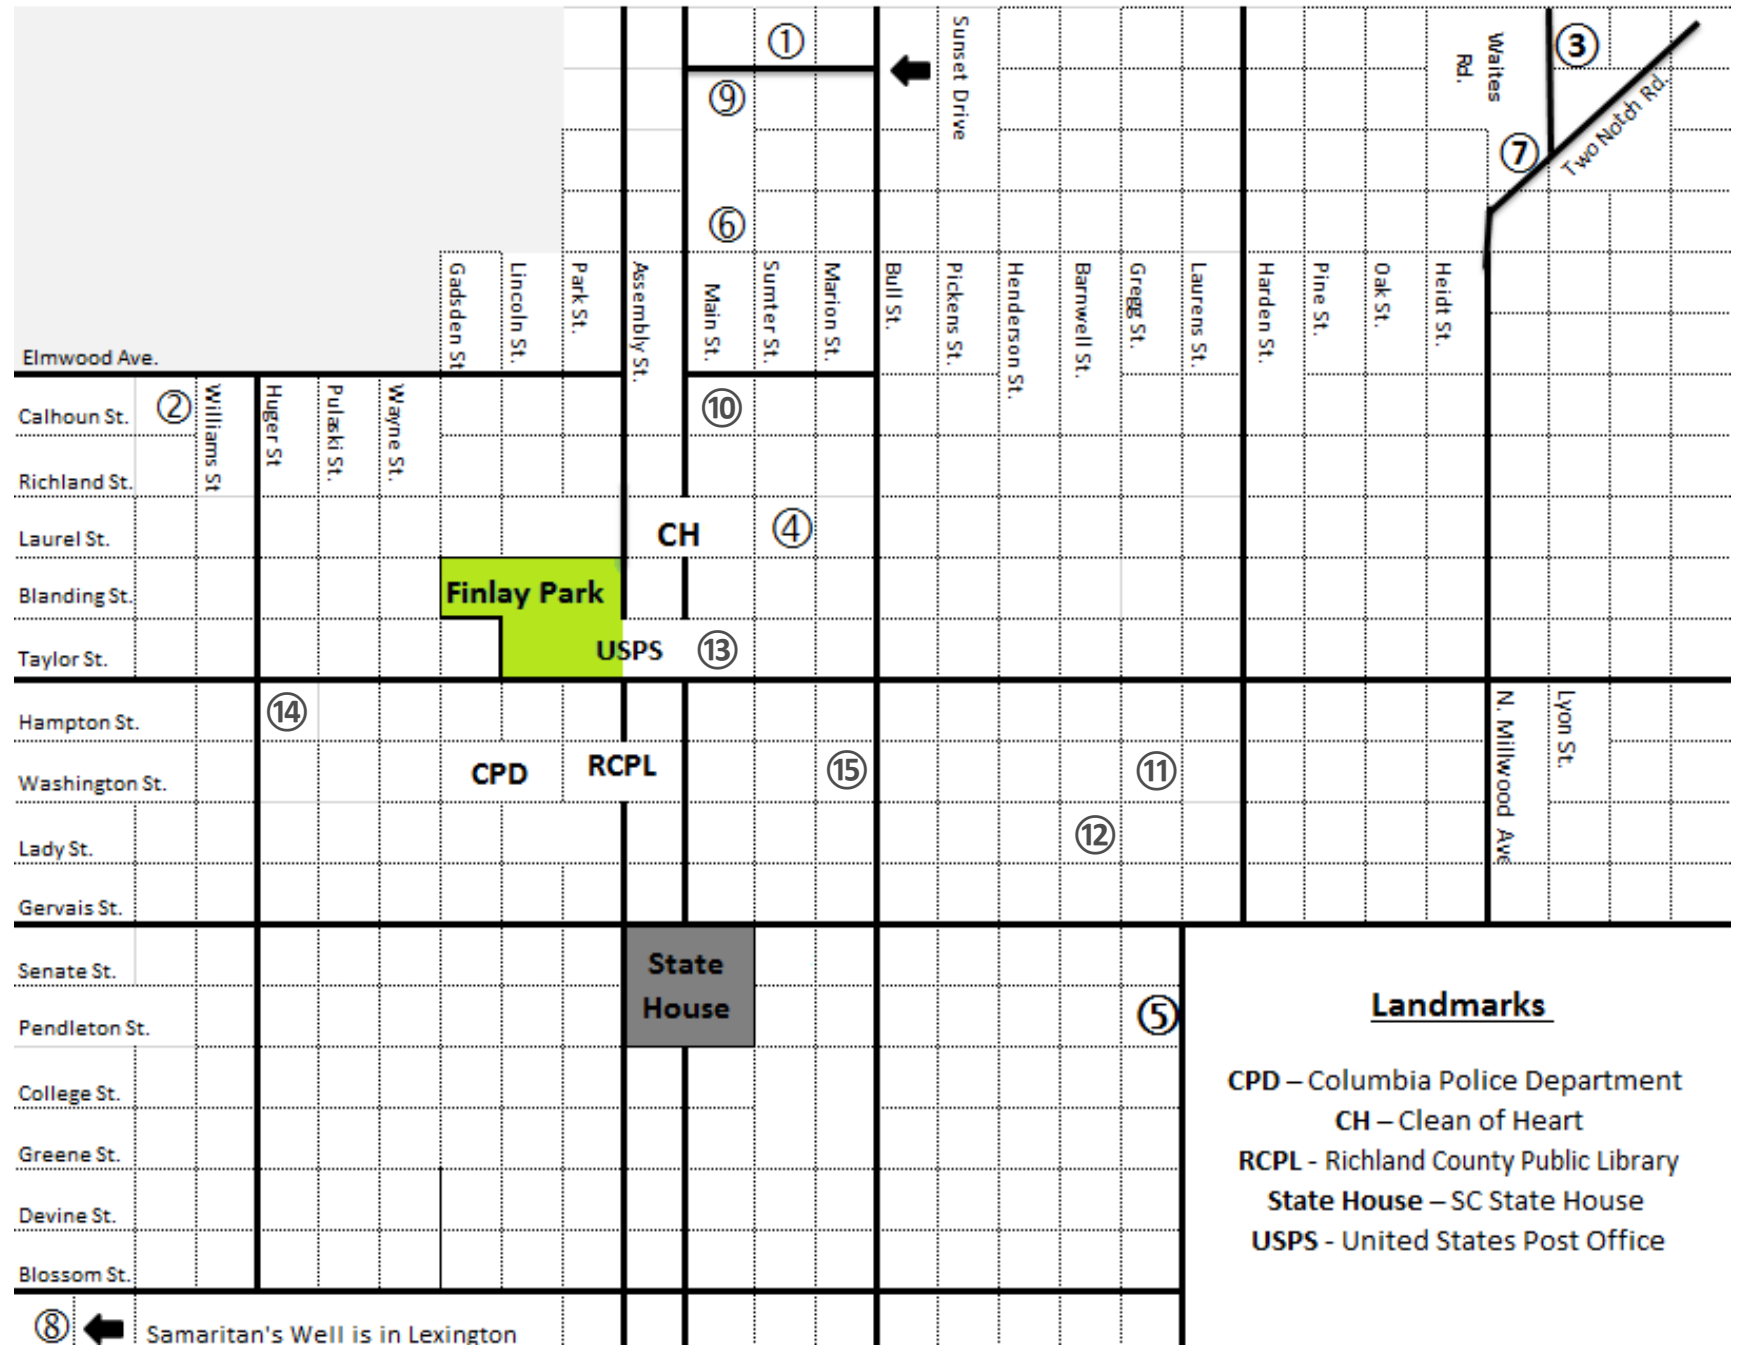 ①
③
Sunset Drive
Waites
Rd.
⑨
Two Notch Rd.
⑦
⑥
Gadsden St
Lincoln St.
Park St.
Assembly St.
Main St.
Sumter St.
Marion St.
Bull St.
Pickens St.
Henderson St.
Barnwell St.
Gregg St.
Laurens St.
Harden St.
Pine St.
Oak St.
Heidt St.
Elmwood Ave.
Calhoun St.
②
Williams St
Huger St
Pulaski St.
Wayne St.
⑩
Richland St.
Laurel St.
CH
④
Blanding St.
Finlay Park
Taylor St.
USPS
⑬
Hampton St.
⑭
N. Millwood Ave
Lyon St.
Washington St.
CPD
RCPL
⑮
⑪
Lady St.
⑫
Gervais St.
Senate St.
State
House
Pendleton St.
⑤
College St.
Greene St.
Devine St.
Blossom St.
⑧
Samaritan's Well is in Lexington
Landmarks
CPD – Columbia Police Department
CH – Clean of Heart
RCPL - Richland County Public Library
State House – SC State House
USPS - United States Post Office